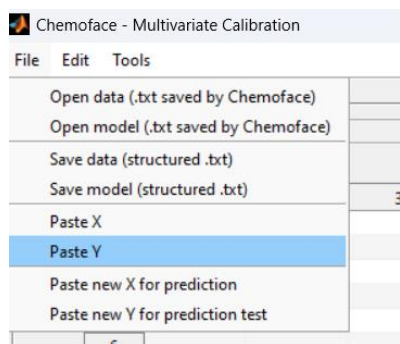 Chemoface - Multivariate Calibration
File Edit Tools
Open data (.txt saved by Chemoface)
Open model (.txt saved by Chemoface)
Save data (structured .txt)
Save model (structured .txt)
3
Paste X
Paste Y
Paste new X for prediction
Paste new Y for prediction test